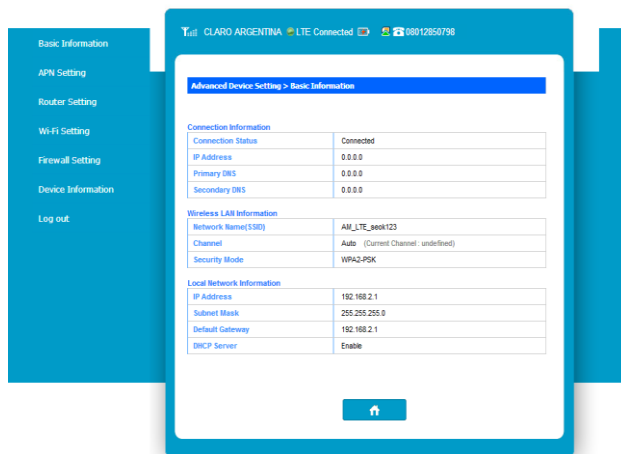 CLARO ARGENTINA LTE Connected 08012850798
Basic Information
APN Setting
Router Setting
Wi-Fi Setting
Firewall Setting
Device Information
Log out
Advanced Device Setting > Basic Information
Connection Information
Connection Status Connected
IP Address 0.0.0.0
Primary DNS 0.0.0.0
Secondary DNS 0.0.0.0
Wireless LAN Information
Network Name(SSID) AM_LTE_seok123
Channel Auto (Current Channel : undefined)
Security Mode WPA2-PSK
Local Network Information
IP Address 192.168.2.1
Subnet Mask 255.255.255.0
Default Gateway 192.168.2.1
DHCP Server Enable